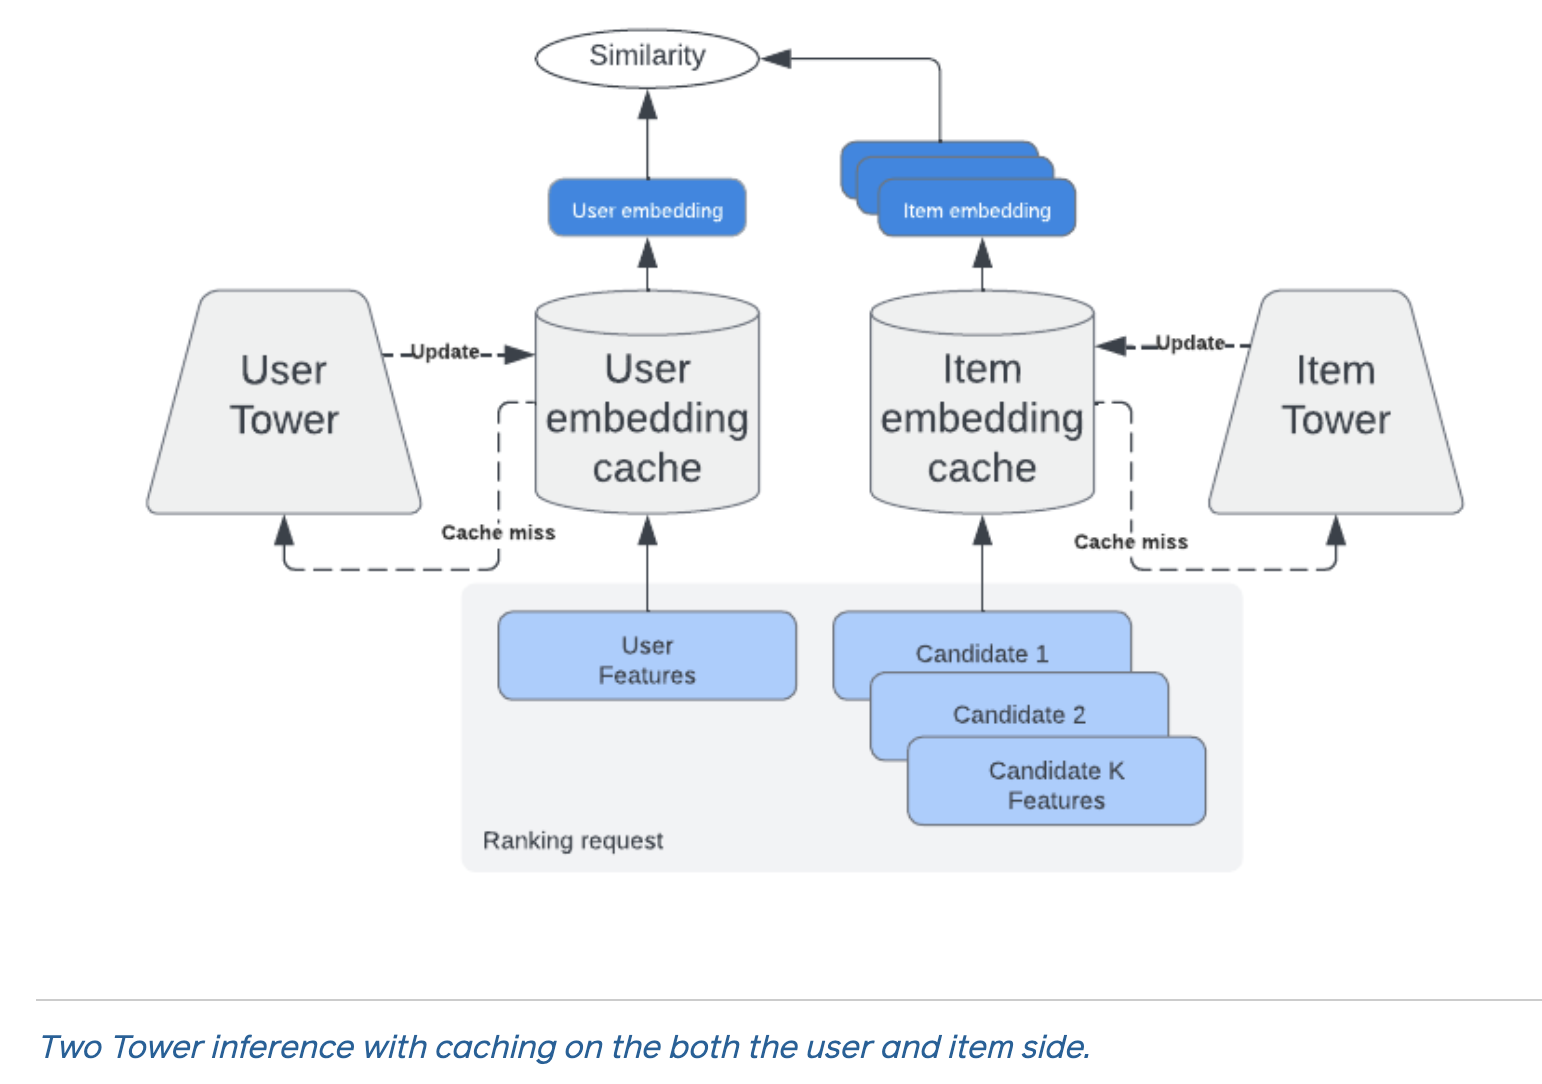 Similarity
User embedding
Item embedding
User
Tower
Update
User
embedding
cache
Item
embedding
cache
Update
Item
Tower
Cache miss
Cache miss
User
Features
Candidate 1
Candidate 2
Candidate K
Features
Ranking request
Two Tower inference with caching on the both the user and item side.